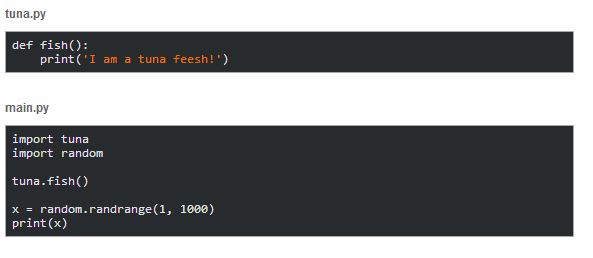 tuna.py
def fish():
    print('I am a tuna feesh!')
main.py
import tuna
import random
tuna.fish()
x = random.randrange(1, 1000)
print(x)